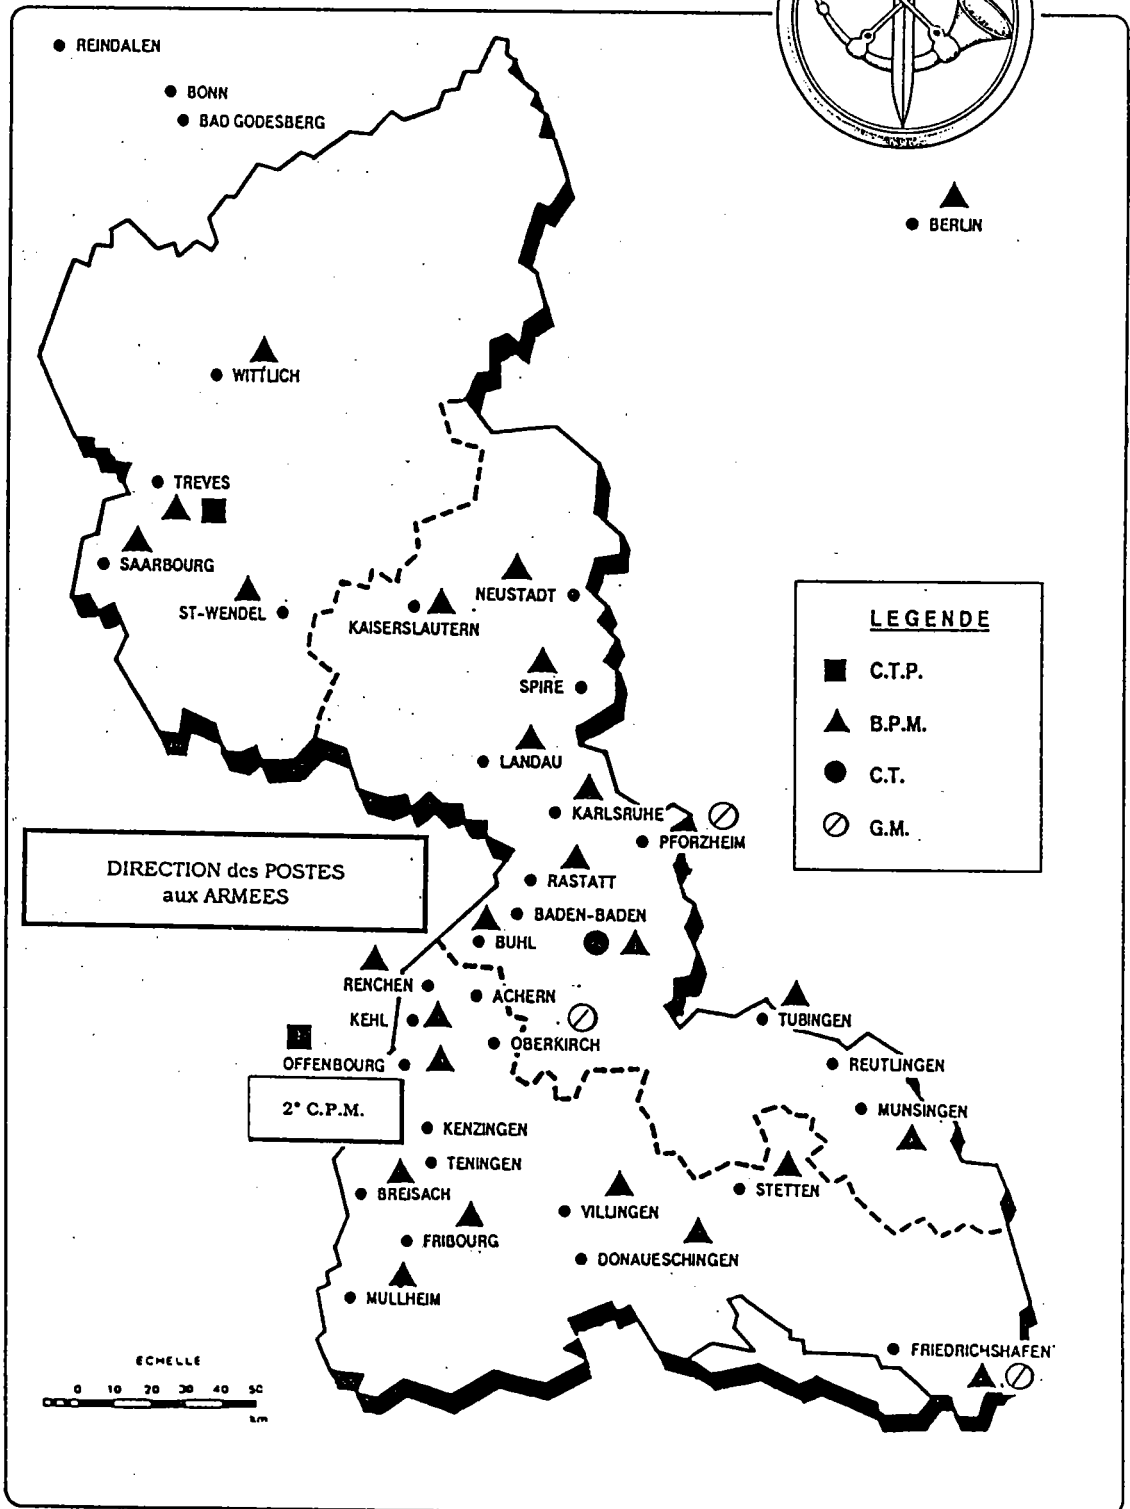 REINDALEN
BONN
BAD GODESBERG
BERLIN
WITTLICH
TREVES
SAARBOURG
ST-WENDEL
NEUSTADT
KAISERSLAUTERN
SPIRE
LANDAU
KARLSRUHE
PFORZHEIM
LEGENDE
C.T.P.
B.P.M.
C.T.
G.M.
DIRECTION des POSTES
aux ARMEES
RASTATT
BADEN-BADEN
BUHL
RENCHEN
ACHERN
KEHL
OBERKIRCH
OFFENBOURG
TUBINGEN
REUTLINGEN
MUNSINGEN
2° C.P.M.
KENZINGEN
TENINGEN
BREISACH
STETTEN
VILLINGEN
FRIBOURG
DONAUESCHINGEN
MULLHEIM
FRIEDRICHSHAFEN
ECHELLE
0 10 20 30 40 50
km